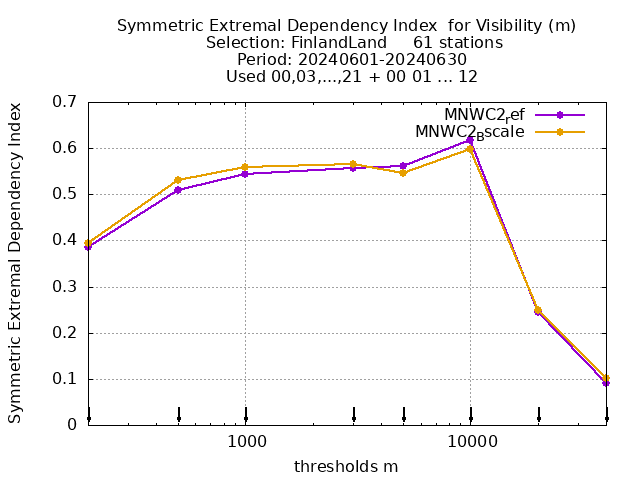 Symmetric Extremal Dependency Index  for Visibility (m)
Selection: FinlandLand     61 stations
Period: 20240601-20240630
Used 00,03,...,21 + 00 01 ... 12
Symmetric Extremal Dependency Index
0.7
0.6
0.5
0.4
0.3
0.2
0.1
0
MNWC2ref
MNWC2Bscale
1000
10000
thresholds m